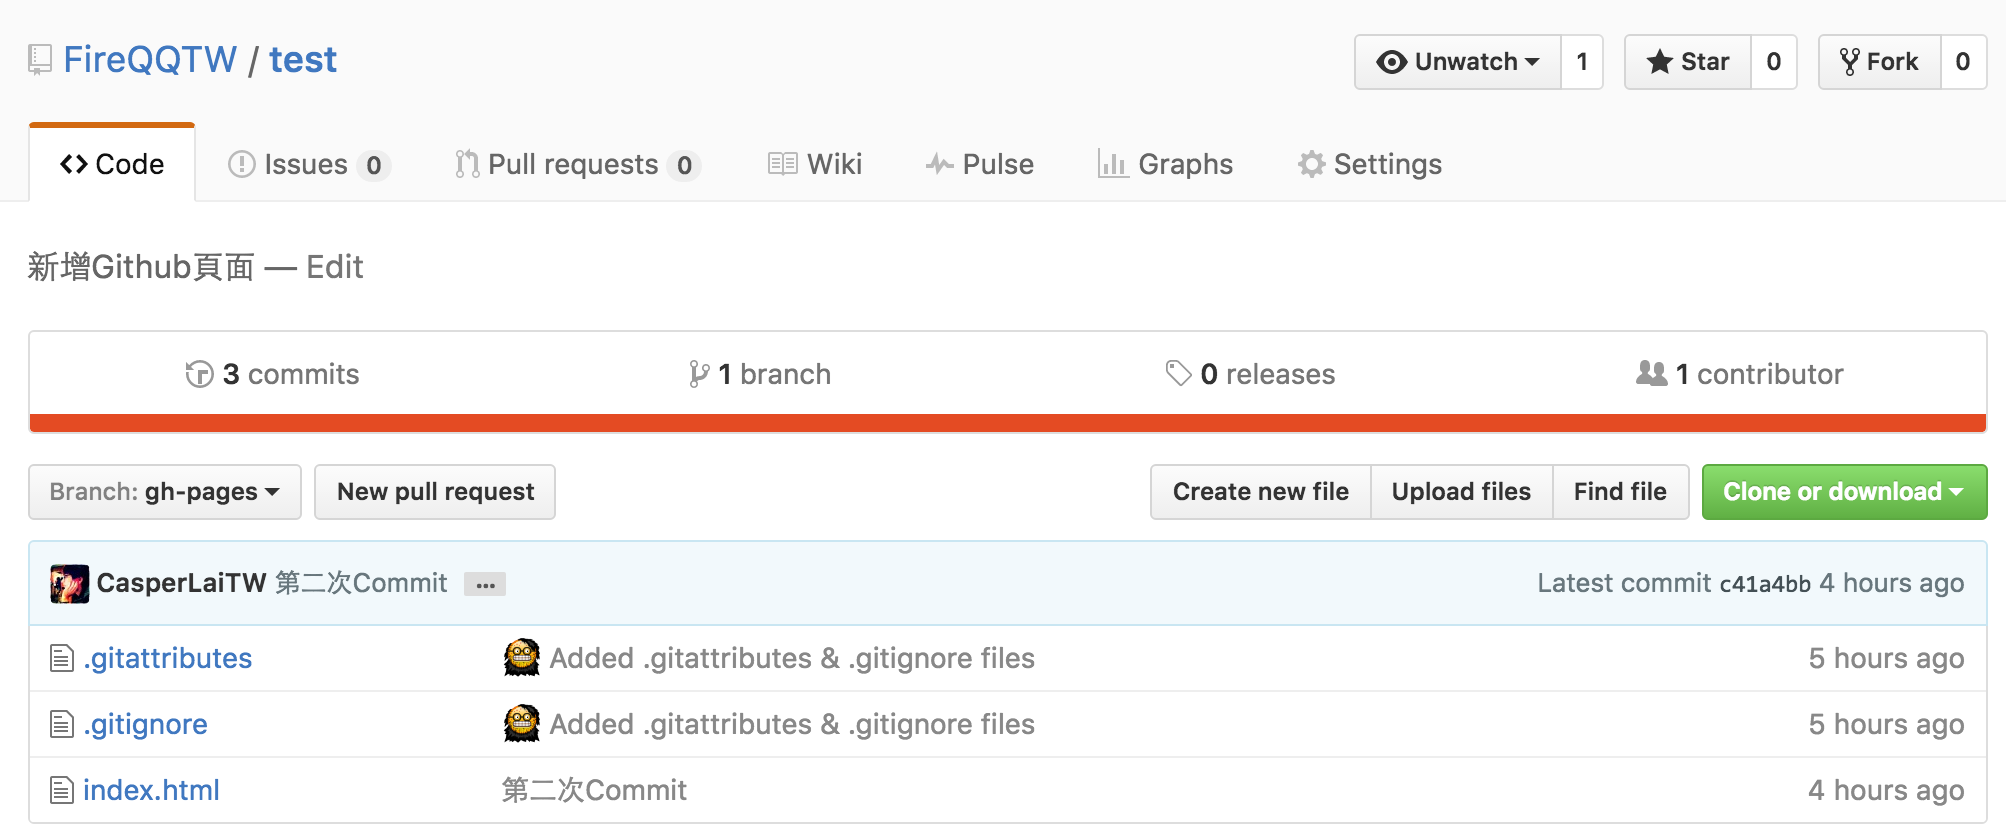 FireQQTW / test
Unwatch 1 Star 0 Fork 0
Code Issues 0 Pull requests 0 Wiki Pulse Graphs Settings
新增Github頁面 — Edit
3 commits 1 branch 0 releases 1 contributor
Branch: gh-pages New pull request Create new file Upload files Find file Clone or download
CasperLaiTW 第二次Commit … Latest commit c41a4bb 4 hours ago
.gitattributes Added .gitattributes & .gitignore files 5 hours ago
.gitignore Added .gitattributes & .gitignore files 5 hours ago
index.html 第二次Commit 4 hours ago